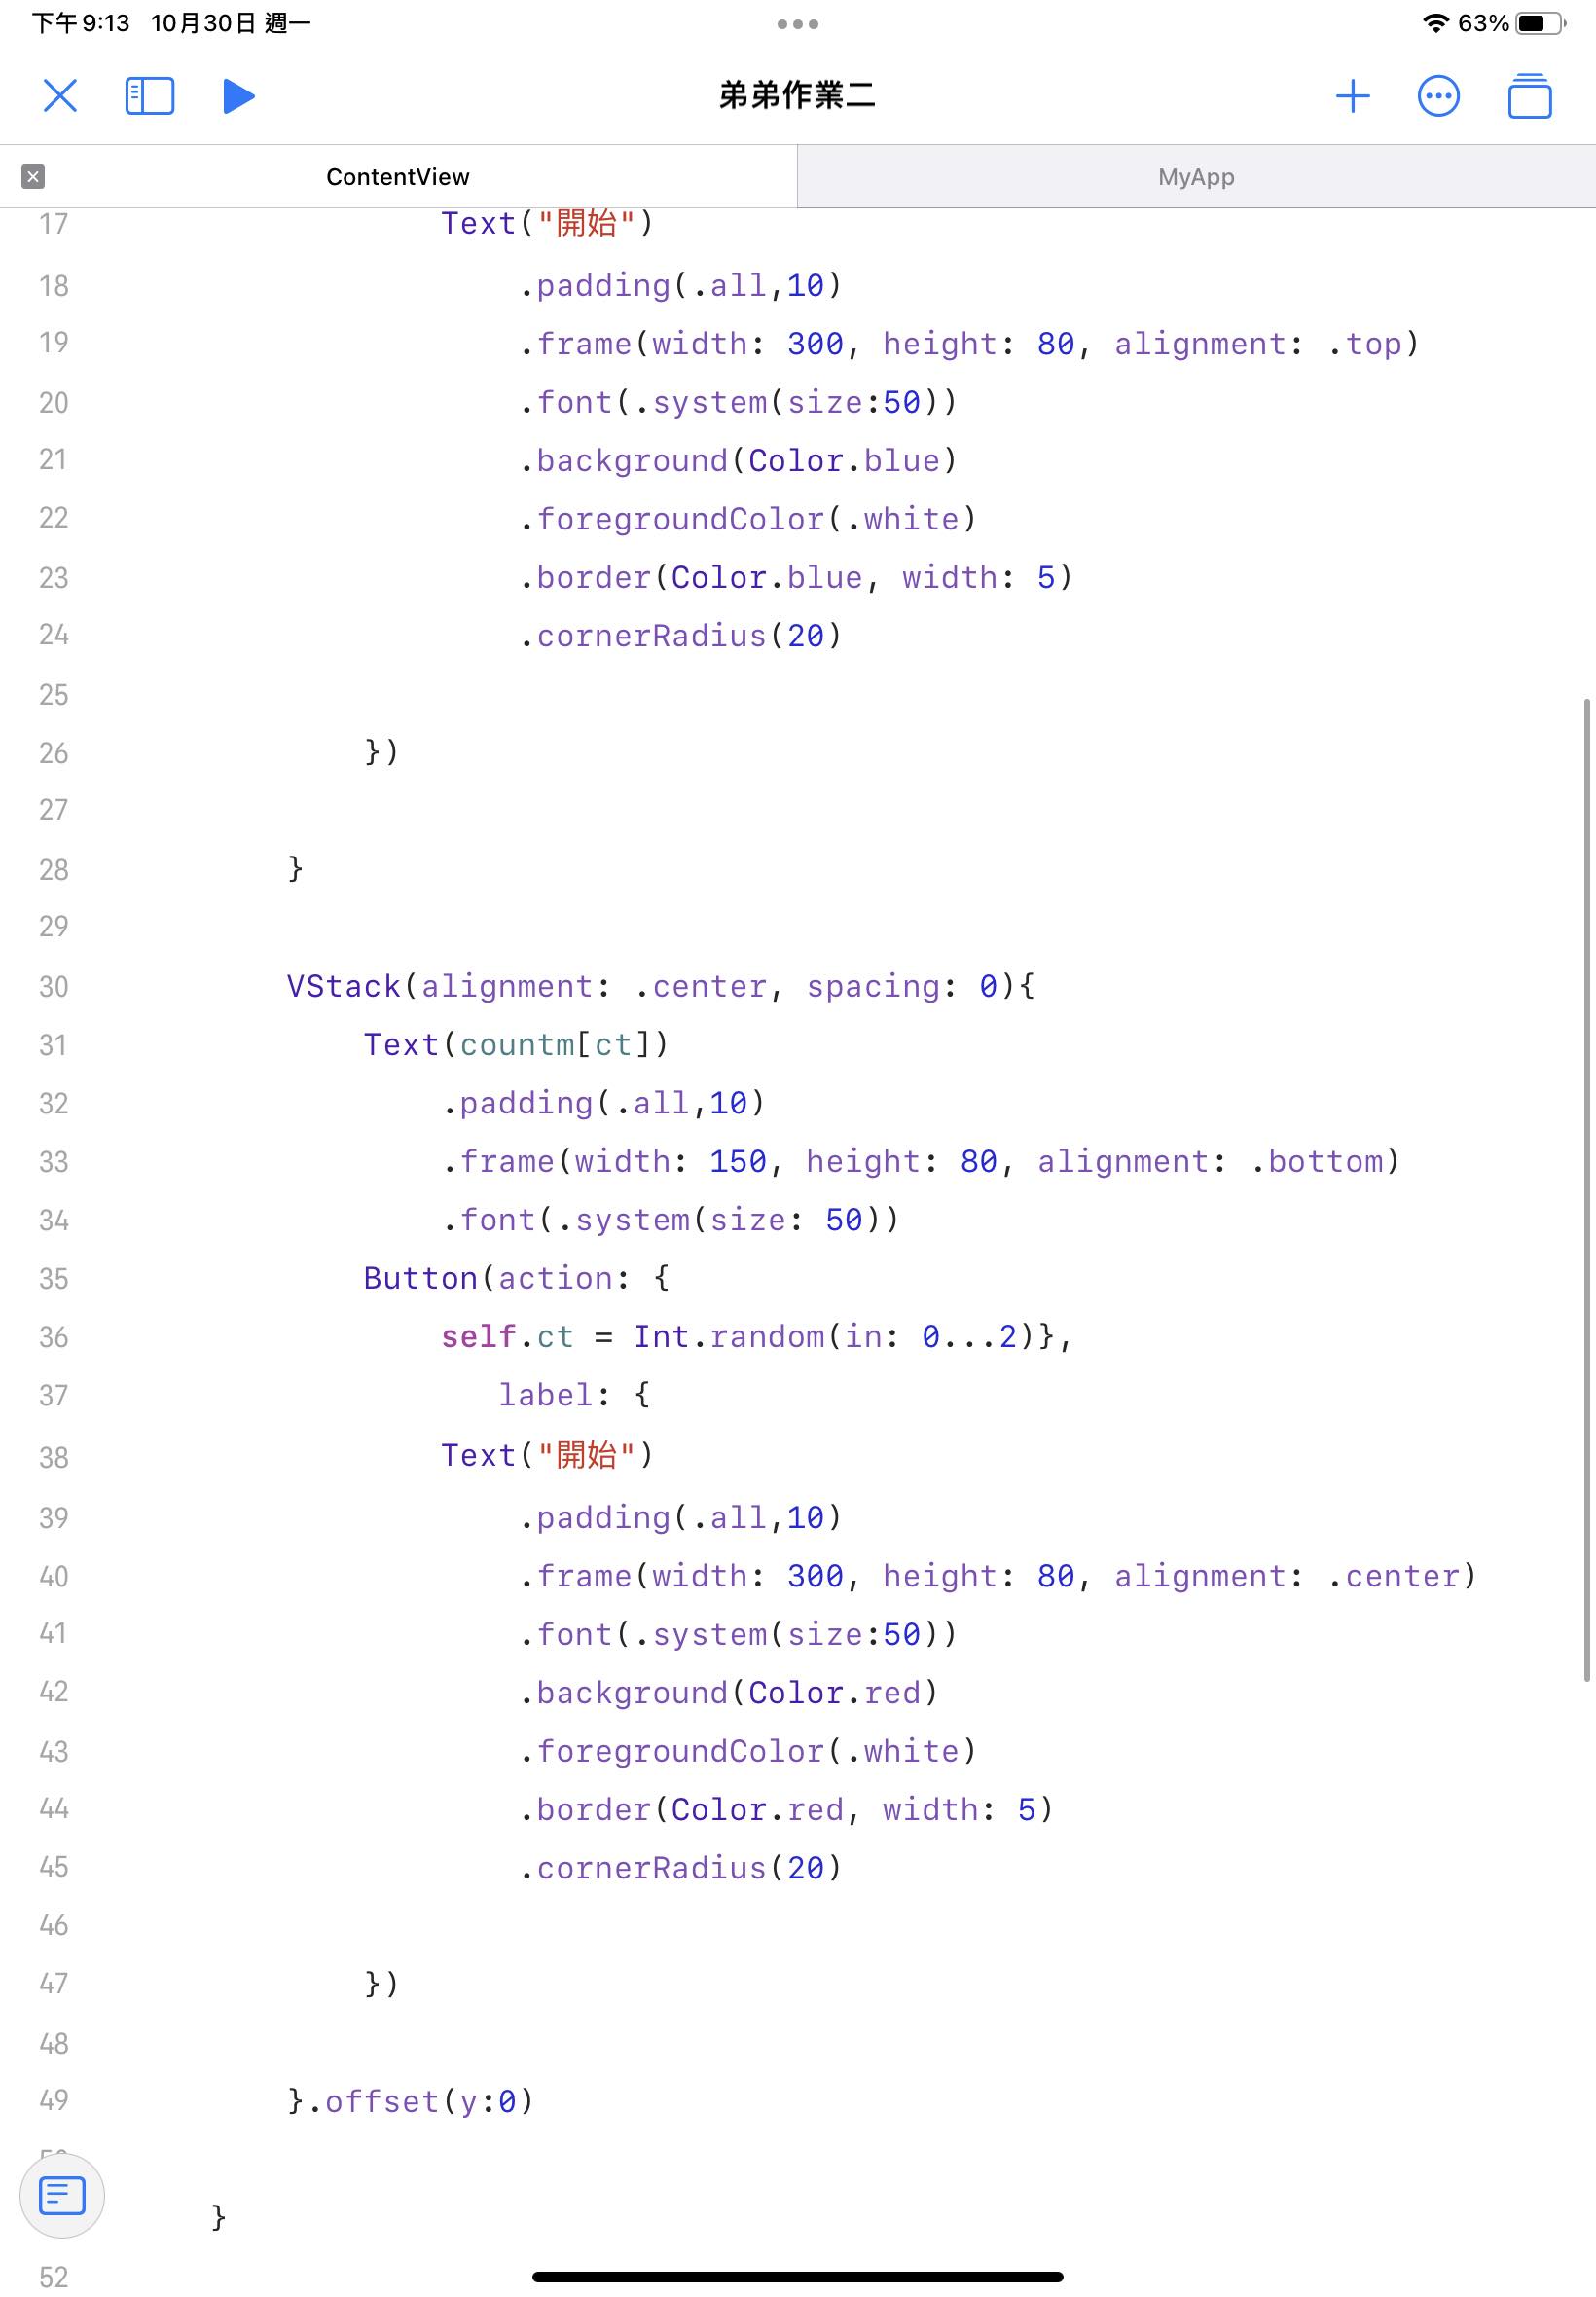 下午9:13 10月30日 週一 63%
弟弟作業二
ContentView MyApp
17 Text("開始")
18 .padding(.all,10)
19 .frame(width: 300, height: 80, alignment: .top)
20 .font(.system(size:50))
21 .background(Color.blue)
22 .foregroundColor(.white)
23 .border(Color.blue, width: 5)
24 .cornerRadius(20)
25
26 })
27
28 }
29
30 VStack(alignment: .center, spacing: 0){
31 Text(countm[ct])
32 .padding(.all,10)
33 .frame(width: 150, height: 80, alignment: .bottom)
34 .font(.system(size: 50))
35 Button(action: {
36 self.ct = Int.random(in: 0...2)},
37 label: {
38 Text("開始")
39 .padding(.all,10)
40 .frame(width: 300, height: 80, alignment: .center)
41 .font(.system(size:50))
42 .background(Color.red)
43 .foregroundColor(.white)
44 .border(Color.red, width: 5)
45 .cornerRadius(20)
46
47 })
48
49 }.offset(y:0)
}
52